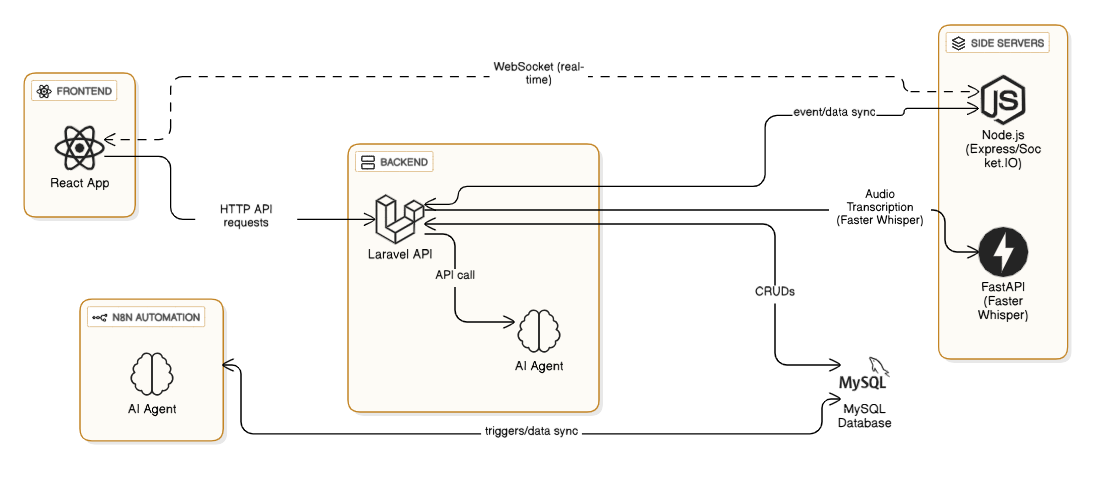 SIDE SERVERS
WebSocket (real-
time)
FRONTEND
JS
Node.js
(Express/Soc
ket.IO)
event/data sync
React App
BACKEND
Audio
Transcription
(Faster Whisper)
HTTP API
requests
Laravel API
API call
FastAPI
(Faster
Whisper)
CRUDs
N8N AUTOMATION
AI Agent
AI Agent
MySQL
MySQL
Database
triggers/data sync